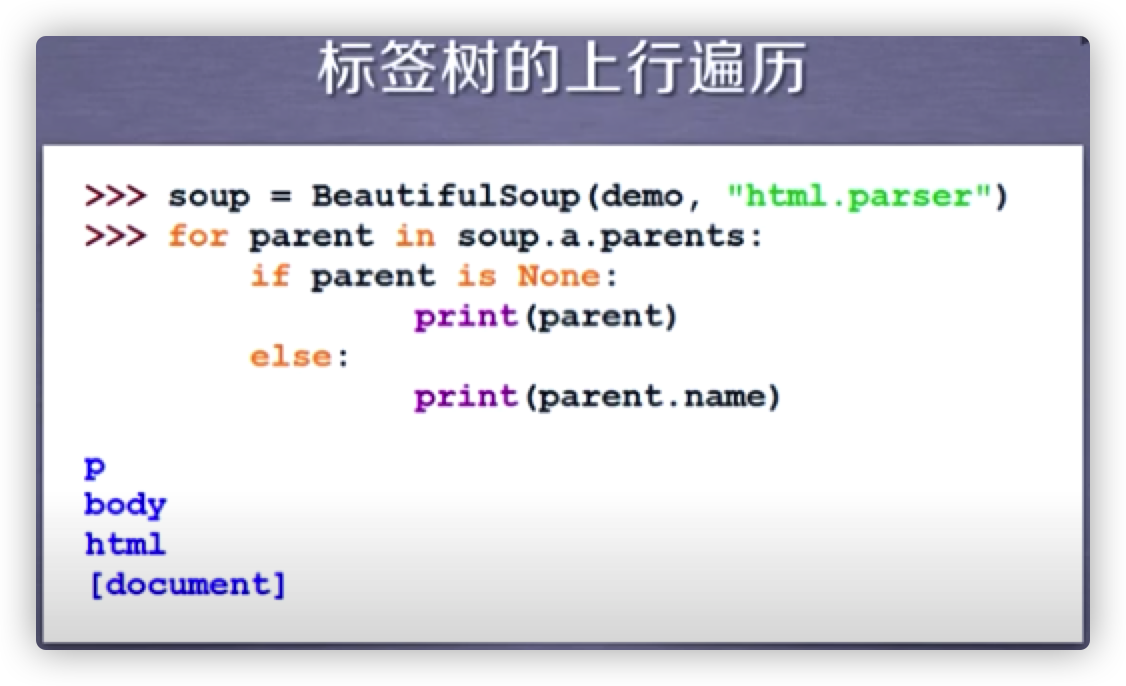 标签树的上行遍历
>>> soup = BeautifulSoup(demo, "html.parser")
>>> for parent in soup.a.parents:
        if parent is None:
                print(parent)
        else:
                print(parent.name)
p
body
html
[document]